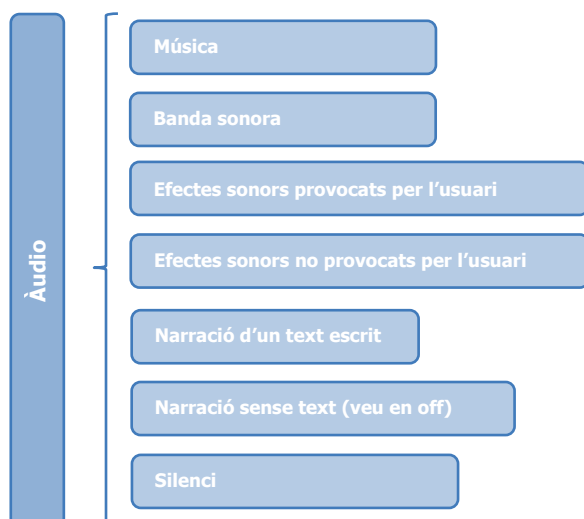 Àudio
Música
Banda sonora
Efectes sonors provocats per l’usuari
Efectes sonors no provocats per l’usuari
Narració d’un text escrit
Narració sense text (veu en off)
Silenci